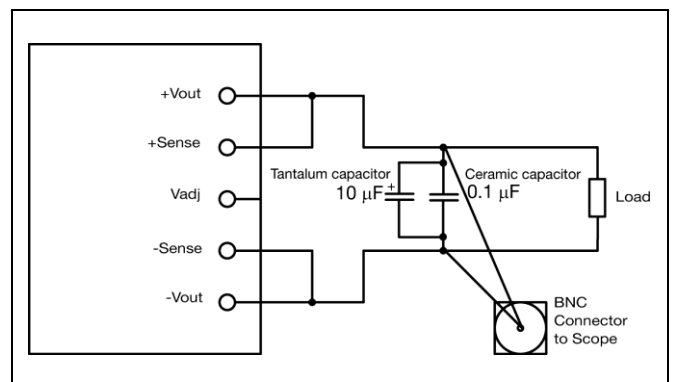 +Vout
+Sense
Vadj
-Sense
-Vout
Tantalum capacitor
10 μF
+
Ceramic capacitor
0.1 μF
Load
BNC
Connector
to Scope